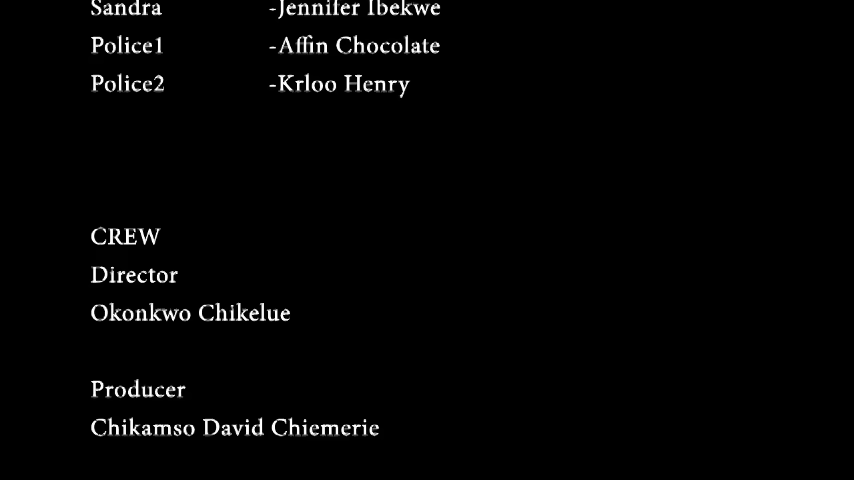 Sandra -Jennifer Ibekwe
Police1 -Affin Chocolate
Police2 -Krloo Henry
CREW
Director
Okonkwo Chikelue
Producer
Chikamso David Chiemerie